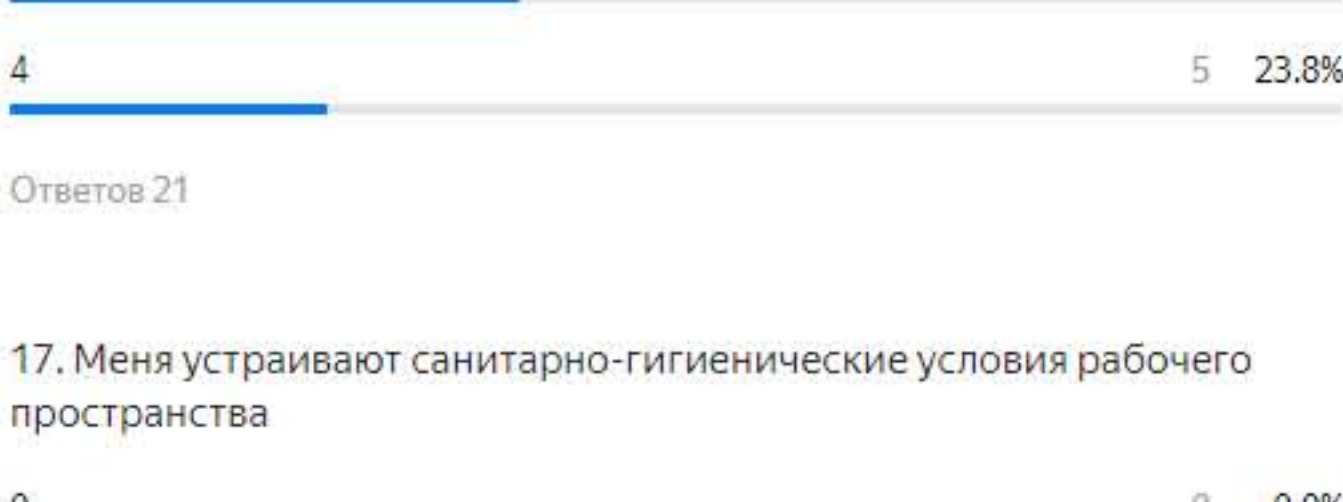 4 5 23.8%
Ответов 21
17. Меня устраивают санитарно-гигиенические условия рабочего
пространства